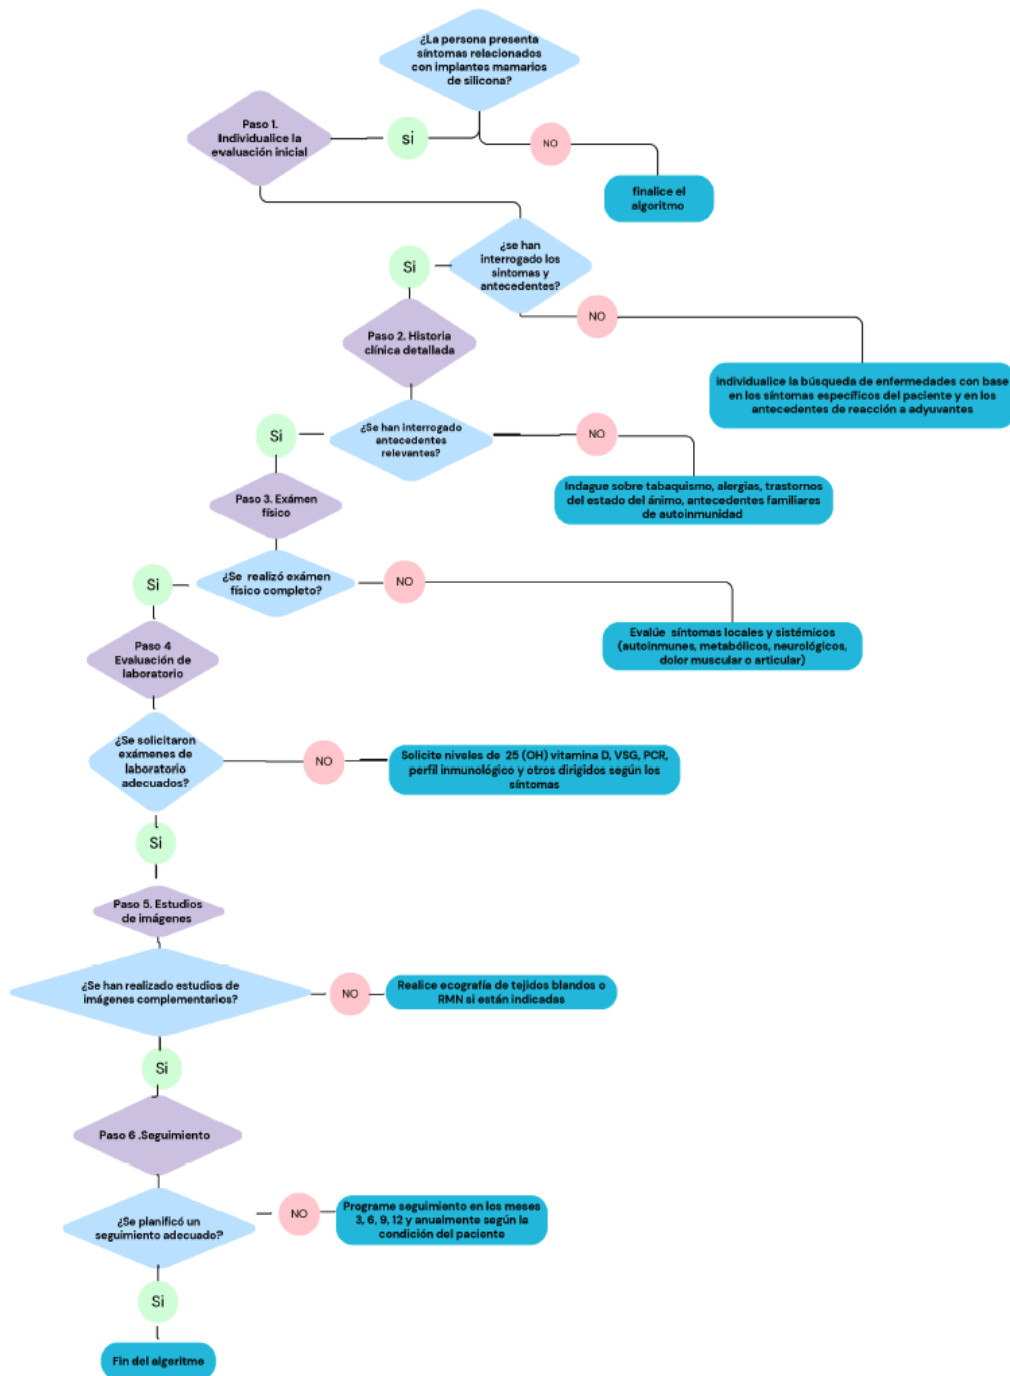 ¿La persona presenta
síntomas relacionados
con implantes mamarios
de silicona?
Paso 1.
Individualice la
evaluación inicial
si
NO
finalice el
algoritmo
¿se han
interrogado los
síntomas y
antecedentes?
Si
NO
Paso 2. Historia
clínica detallada
individualice la búsqueda de enfermedades con base
en los síntomas específicos del paciente y en los
antecedentes de reacción a adyuvantes
¿Se han interrogado
antecedentes
relevantes?
Si
NO
Indague sobre tabaquismo, alergias, trastornos
del estado del ánimo, antecedentes familiares
de autoinmunidad
Paso 3. Exámen
físico
¿Se realizó exámen
físico completo?
Si
NO
Evalúe síntomas locales y sistémicos
(autoinmunes, metabólicos, neurológicos,
dolor muscular o articular)
Paso 4
Evaluación de
laboratorio
¿Se solicitaron
exámenes de
laboratorio
adecuados?
NO
Solicite niveles de 25 (OH) vitamina D, VSG, PCR,
perfil inmunológico y otros dirigidos según los
síntomas
Si
Paso 5. Estudios
de imágenes
¿Se han realizado estudios de
imágenes complementarios?
NO
Realice ecografía de tejidos blandos o
RMN si están indicadas
Si
Paso 6 .Seguimiento
¿Se planificó un
seguimiento adecuado?
NO
Programe seguimiento en los meses
3, 6, 9, 12 y anualmente según la
condición del paciente
Si
Fin del algoritmo